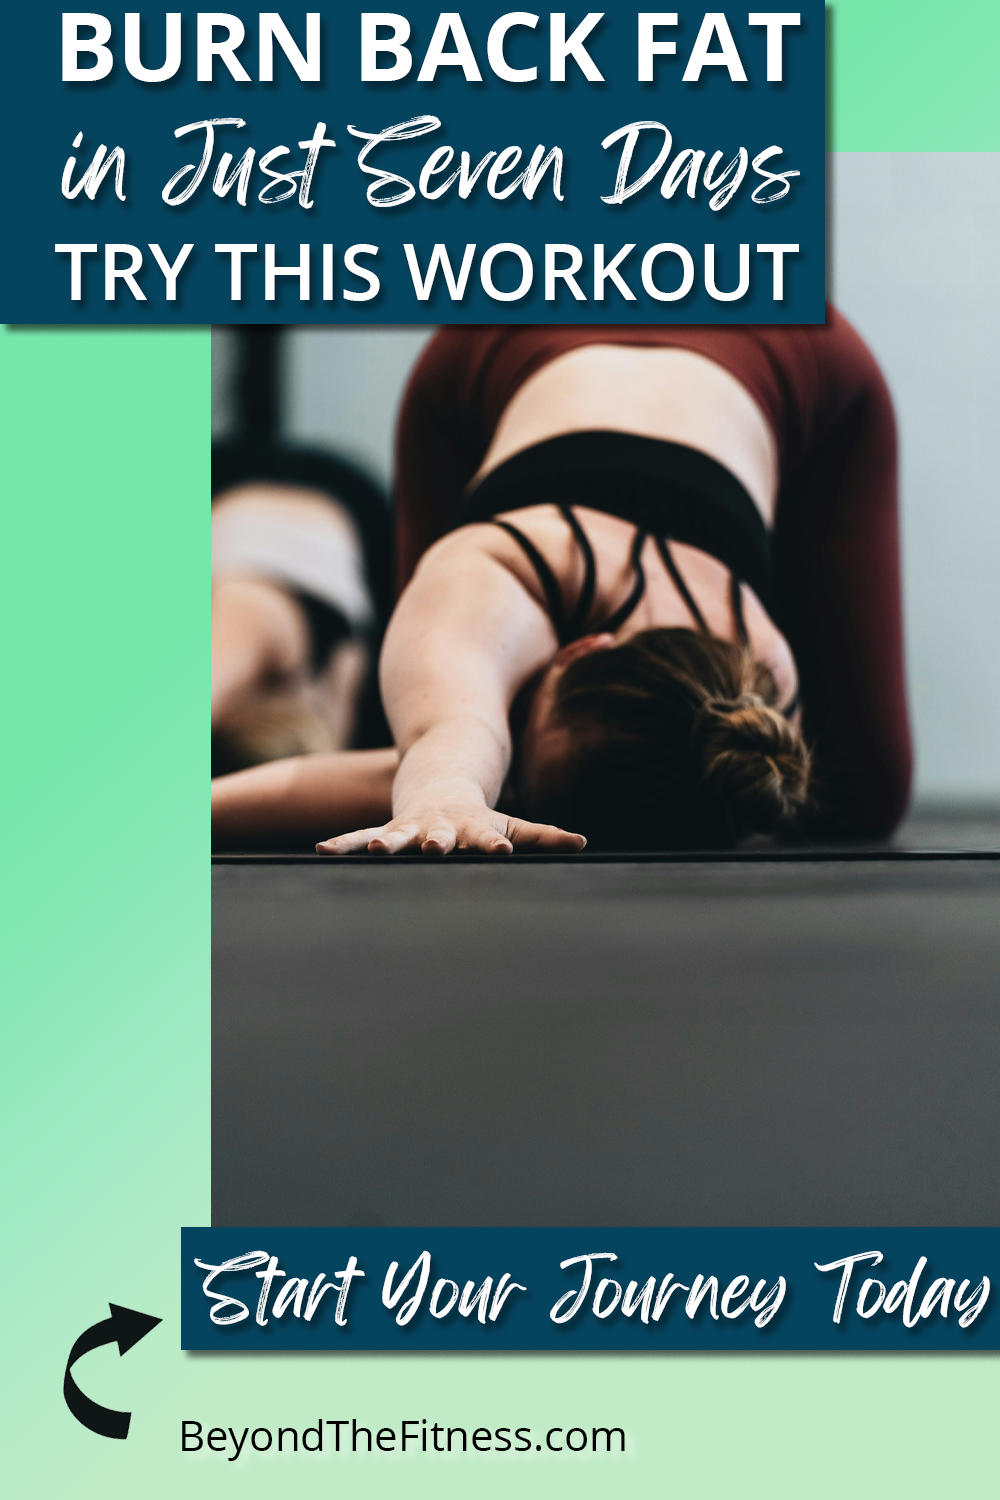 BURN BACK FAT
in Just Seven Days
TRY THIS WORKOUT
Start Your Journey Today
BeyondTheFitness.com